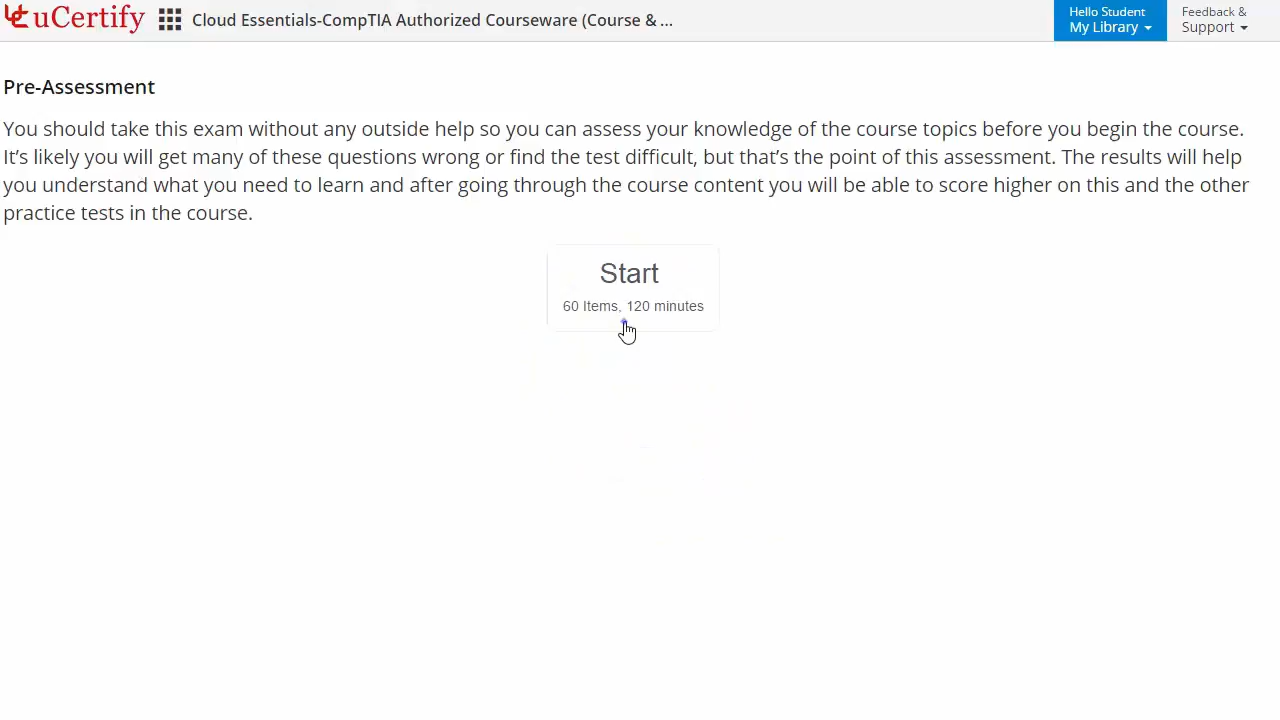 uCertify
Cloud Essentials-CompTIA Authorized Courseware (Course & ...
Hello Student
My Library
Feedback &
Support
Pre-Assessment
You should take this exam without any outside help so you can assess your knowledge of the course topics before you begin the course.
It’s likely you will get many of these questions wrong or find the test difficult, but that’s the point of this assessment. The results will help
you understand what you need to learn and after going through the course content you will be able to score higher on this and the other
practice tests in the course.
Start
60 Items, 120 minutes